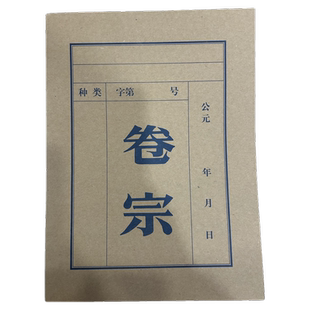 种类 字第 号
公元 年 月 日
卷宗